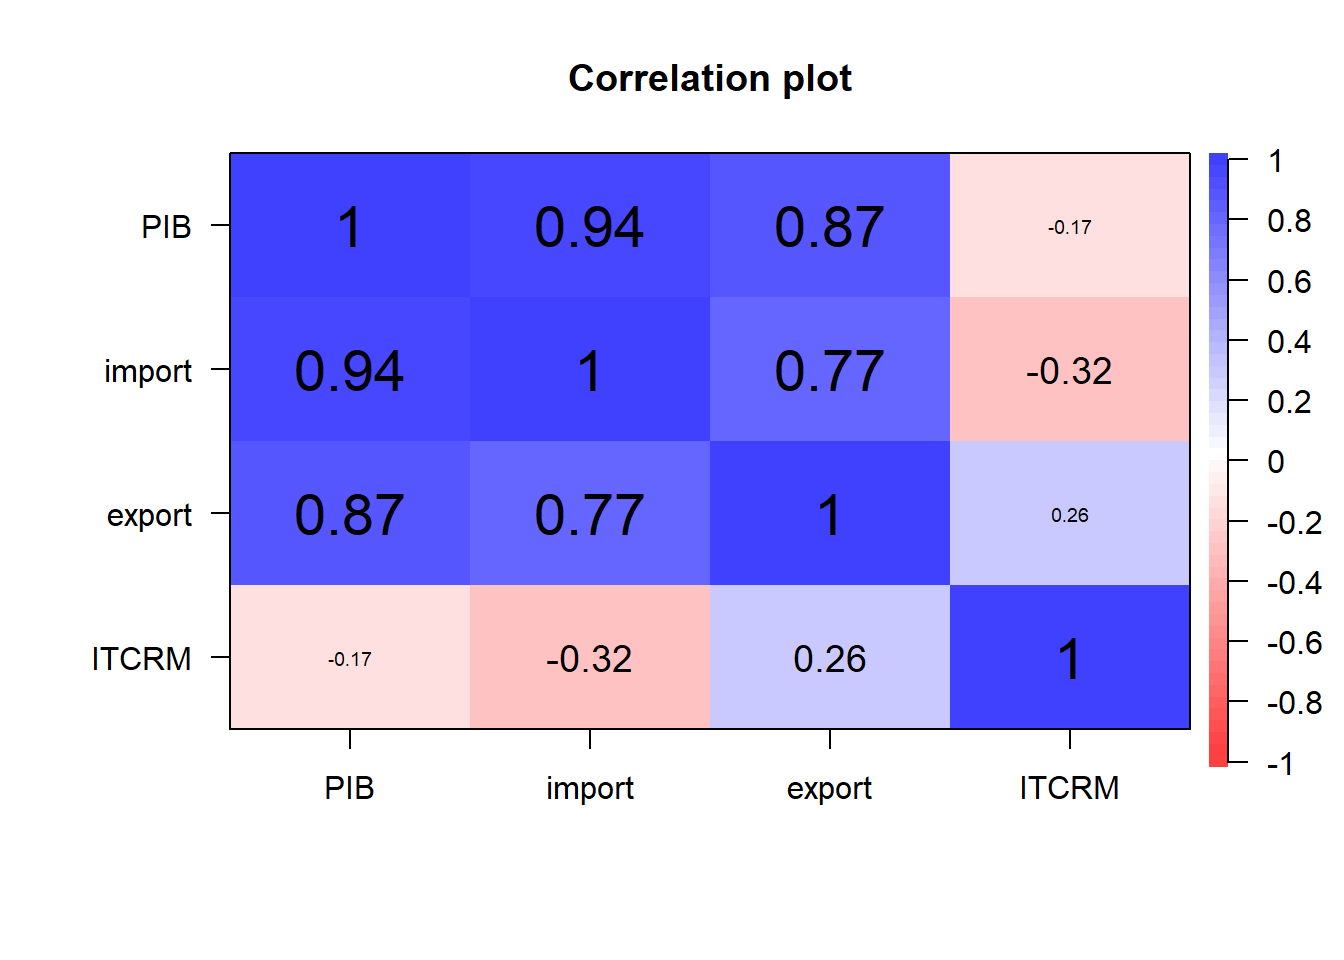 Correlation plot
PIB 1 0.94 0.87 -0.17
import 0.94 1 0.77 -0.32
export 0.87 0.77 1 0.26
ITCRM -0.17 -0.32 0.26 1
PIB import export ITCRM
1
0.8
0.6
0.4
0.2
0
-0.2
-0.4
-0.6
-0.8
-1